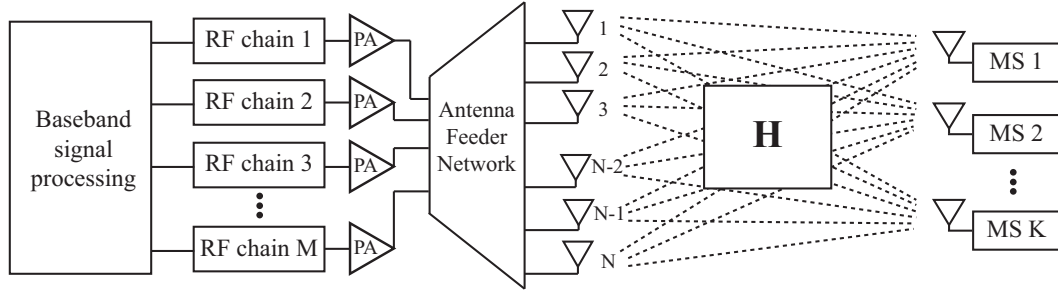 Baseband
signal
processing
RF chain 1
RF chain 2
RF chain 3
RF chain M
PA
PA
PA
PA
Antenna
Feeder
Network
1
2
3
N-2
N-1
N
H
MS 1
MS 2
MS K